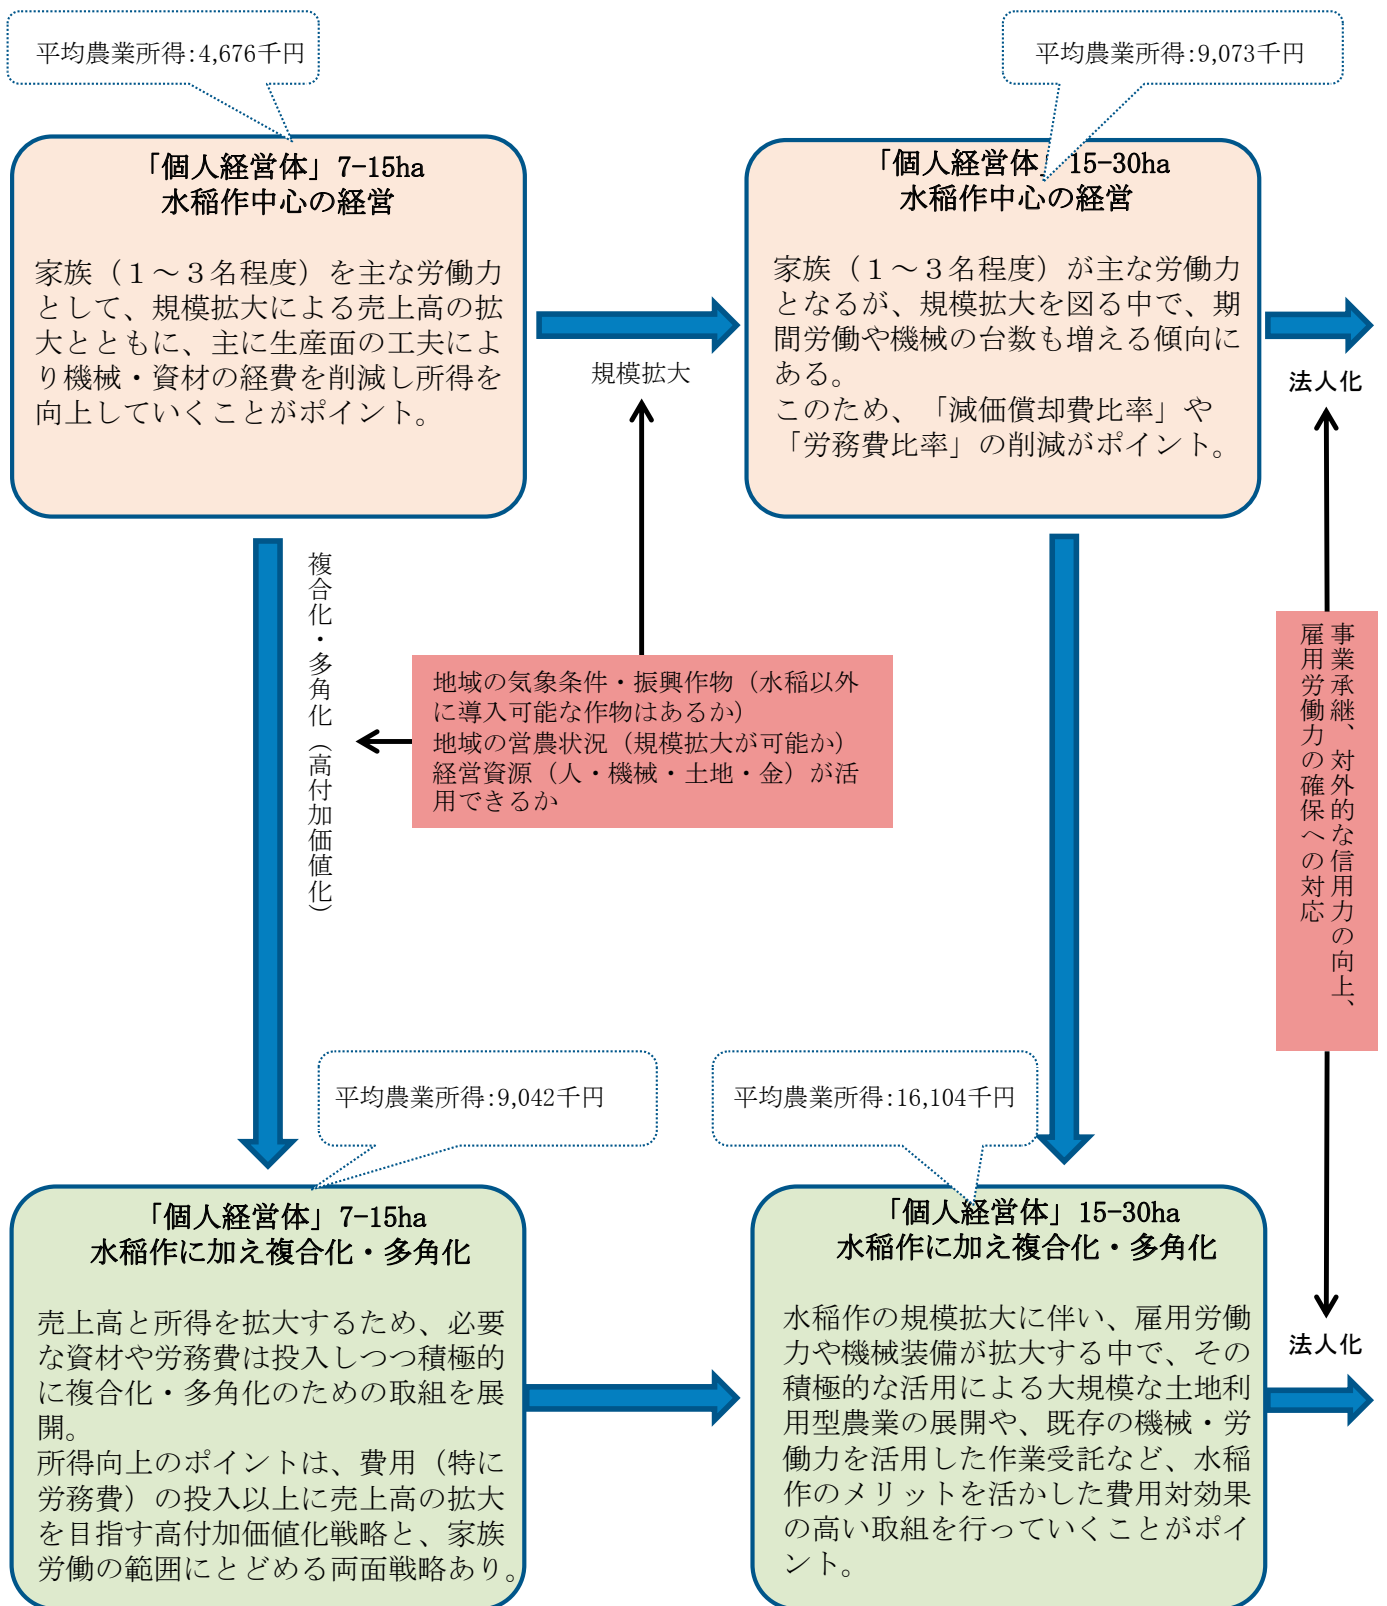 平均農業所得:4,676千円
平均農業所得:9,073千円
「個人経営体」7-15ha
水稲作中心の経営
家族（１～３名程度）を主な労働力
として、規模拡大による売上高の拡
大とともに、主に生産面の工夫によ
り機械・資材の経費を削減し所得を
向上していくことがポイント。
規模拡大
「個人経営体」15-30ha
水稲作中心の経営
家族（１～３名程度）が主な労働力
となるが、規模拡大を図る中で、期
間労働や機械の台数も増える傾向に
ある。
このため、「減価償却費比率」や
「労務費比率」の削減がポイント。
法人化
複合化・多角化（高付加価値化）
地域の気象条件・振興作物（水稲以外
に導入可能な作物はあるか）
地域の営農状況（規模拡大が可能か）
経営資源（人・機械・土地・金）が活
用できるか
事業承継、対外的な信用力の向上、
雇用労働力の確保への対応
平均農業所得:9,042千円
平均農業所得:16,104千円
「個人経営体」7-15ha
水稲作に加え複合化・多角化
売上高と所得を拡大するため、必要
な資材や労務費は投入しつつ積極的
に複合化・多角化のための取組を展
開。
所得向上のポイントは、費用（特に
労務費）の投入以上に売上高の拡大
を目指す高付加価値化戦略と、家族
労働の範囲にとどめる両面戦略あり。
「個人経営体」15-30ha
水稲作に加え複合化・多角化
水稲作の規模拡大に伴い、雇用労働
力や機械装備が拡大する中で、その
積極的な活用による大規模な土地利
用型農業の展開や、既存の機械・労
働力を活用した作業受託など、水稲
作のメリットを活かした費用対効果
の高い取組を行っていくことがポイ
ント。
法人化